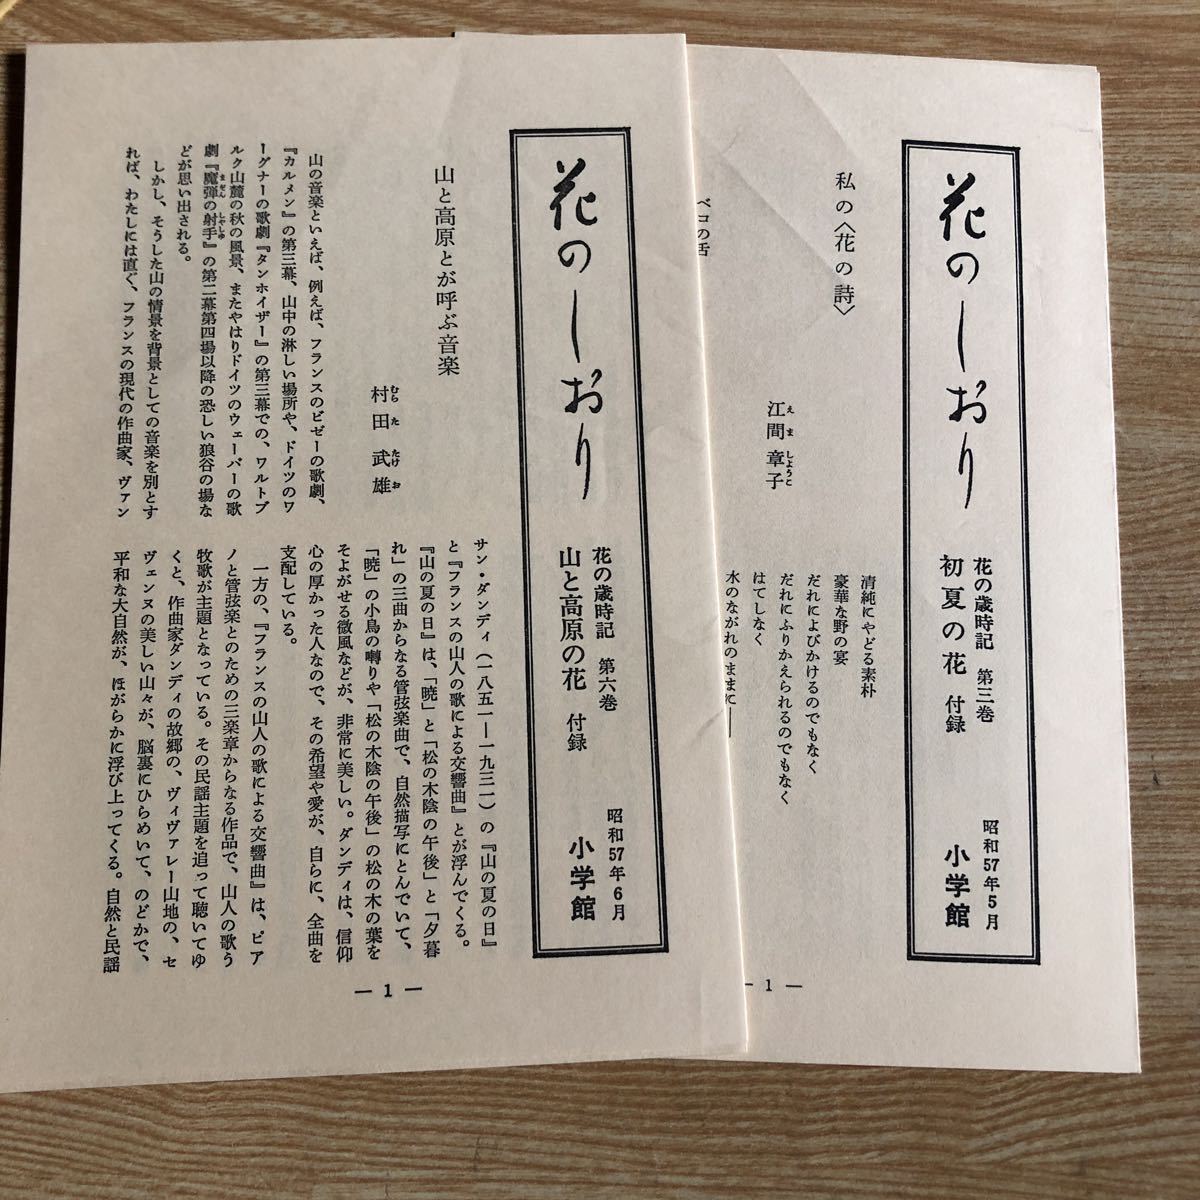 花のしおり
花の歳時記 第三巻
初夏の花 付録
昭和57年5月
小学館
私の〈花の詩〉
江間章子
えましょうこ
ベコの舌
清純にやどる素朴
豪華な野の宴
だれによびかけるのでもなく
だれにふりかえられるのでもなく
はてしなく
水のながれのままに――
― 1 ―
花のしおり
花の歳時記 第六巻
山と高原の花 付録
昭和57年6月
小学館
山と高原とが呼ぶ音楽
村田武雄
むらたたけお
山の音楽といえば、例えば、フランスのビゼーの歌劇、
『カルメン』の第三幕、山中の淋しい場所や、ドイツのワ
ーグナーの歌劇『タンホイザー』の第三幕での、ワルトブ
ルク山麓の秋の風景、またやはりドイツのウェーバーの歌
劇『魔弾の射手』の第二幕第四場以降の恐しい狼谷の場な
まだんしゃしゅ
どが思い出される。
しかし、そうした山の情景を背景としての音楽を別とす
れば、わたしには直ぐ、フランスの現代の作曲家、ヴァン
サン・ダンディ（一八五一―一九三一）の『山の夏の日』
と『フランスの山人の歌による交響曲』とが浮んでくる。
『山の夏の日』は、「暁」と「松の木陰の午後」と「夕暮
れ」の三曲からなる管弦楽曲で、自然描写にとんでいて、
「暁」の小鳥の囀りや「松の木陰の午後」の松の木の葉を
そよがせる微風などが、非常に美しい。ダンディは、信仰
心の厚かった人なので、その希望や愛が、自らに、全曲を
支配している。
一方の、『フランスの山人の歌による交響曲』は、ピア
ノと管弦楽とのための三楽章からなる作品で、山人の歌う
牧歌が主題となっている。その民謡主題を追って聴いてゆ
くと、作曲家ダンディの故郷の、ヴィヴァレー山地の、セ
ヴェンヌの美しい山々が、脳裏にひらめいて、のどかで、
平和な大自然が、ほがらかに浮び上ってくる。自然と民謡
― 1 ―